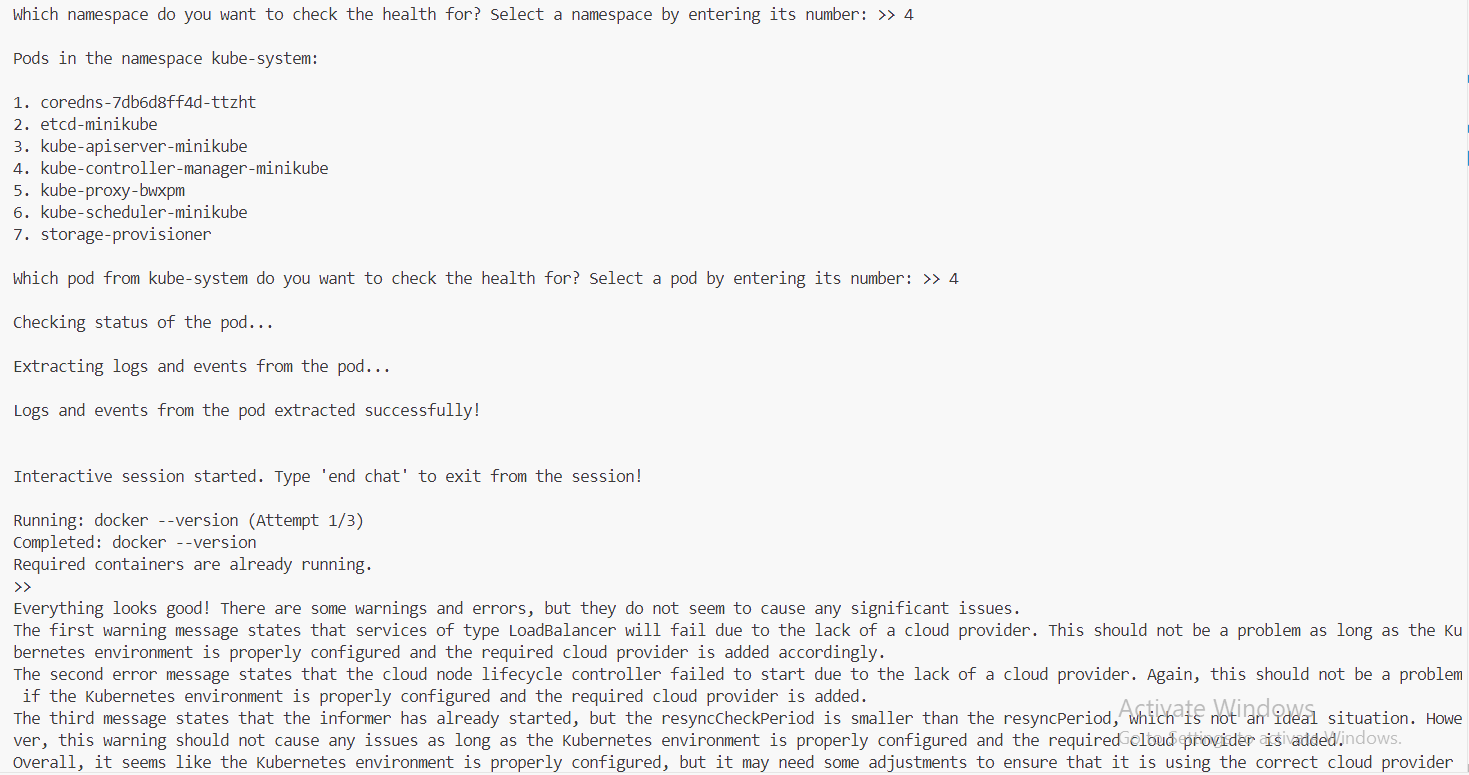 Which namespace do you want to check the health for? Select a namespace by entering its number: >> 4
Pods in the namespace kube-system:
1. coredns-7db6d8ff4d-ttzht
2. etcd-minikube
3. kube-apiserver-minikube
4. kube-controller-manager-minikube
5. kube-proxy-bwxpm
6. kube-scheduler-minikube
7. storage-provisioner
Which pod from kube-system do you want to check the health for? Select a pod by entering its number: >> 4
Checking status of the pod...
Extracting logs and events from the pod...
Logs and events from the pod extracted successfully!
Interactive session started. Type 'end chat' to exit from the session!
Running: docker --version (Attempt 1/3)
Completed: docker --version
Required containers are already running.
>>
Everything looks good! There are some warnings and errors, but they do not seem to cause any significant issues.
The first warning message states that services of type LoadBalancer will fail due to the lack of a cloud provider. This should not be a problem as long as the Ku
bernetes environment is properly configured and the required cloud provider is added accordingly.
The second error message states that the cloud node lifecycle controller failed to start due to the lack of a cloud provider. Again, this should not be a problem
if the Kubernetes environment is properly configured and the required cloud provider is added.
The third message states that the informer has already started, but the resyncCheckPeriod is smaller than the resyncPeriod, which is not an ideal situation. Howe
ver, this warning should not cause any issues as long as the Kubernetes environment is properly configured and the required cloud provider is added.
Overall, it seems like the Kubernetes environment is properly configured, but it may need some adjustments to ensure that it is using the correct cloud provider
Activate Windows
Go to Settings to activate Windows.